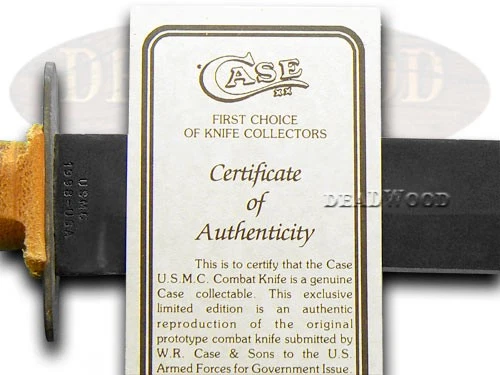 CASE
XX
FIRST CHOICE
OF KNIFE COLLECTORS
Certificate
of
Authenticity
This is to certify that the Case
U.S.M.C. Combat Knife is a genuine
Case collectable. This exclusive
limited edition is an authentic
reproduction of the original
prototype combat knife submitted by
W.R. Case & Sons to the U.S.
Armed Forces for Government Issue.
USMC
DEADWOOD